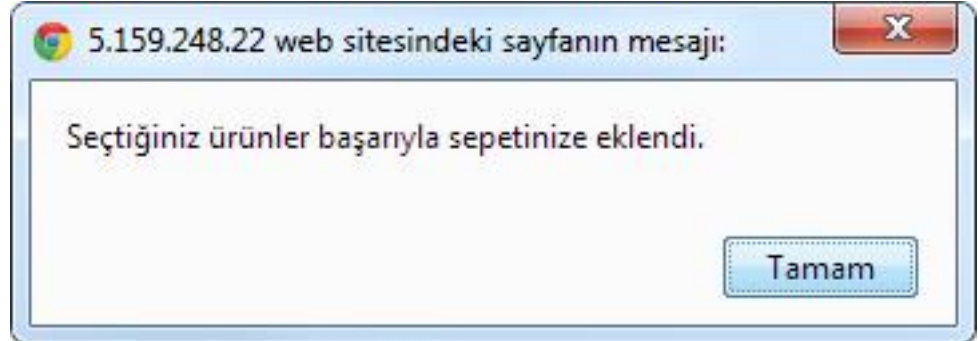 5.159.248.22 web sitesindeki sayfanın mesajı:
Seçtiğiniz ürünler başarıyla sepetinize eklendi.
Tamam